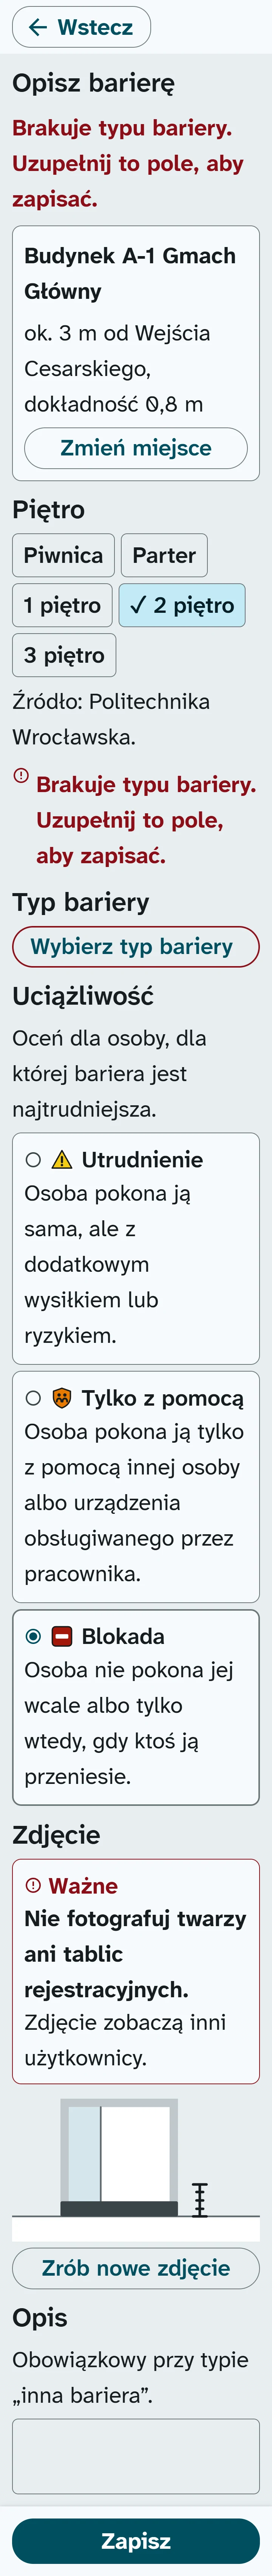 ← Wstecz
Opisz barierę
Brakuje typu bariery.
Uzupełnij to pole, aby
zapisać.
Budynek A-1 Gmach
Główny
ok. 3 m od Wejścia
Cesarskiego,
dokładność 0,8 m
Zmień miejsce
Piętro
Piwnica
Parter
1 piętro
✓ 2 piętro
3 piętro
Źródło: Politechnika
Wrocławska.
Brakuje typu bariery.
Uzupełnij to pole,
aby zapisać.
Typ bariery
Wybierz typ bariery
Uciążliwość
Oceń dla osoby, dla
której bariera jest
najtrudniejsza.
Utrudnienie
Osoba pokona ją
sama, ale z
dodatkowym
wysiłkiem lub
ryzykiem.
Tylko z pomocą
Osoba pokona ją tylko
z pomocą innej osoby
albo urządzenia
obsługiwanego przez
pracownika.
Blokada
Osoba nie pokona jej
wcale albo tylko
wtedy, gdy ktoś ją
przeniesie.
Zdjęcie
Ważne
Nie fotografuj twarzy
ani tablic
rejestracyjnych.
Zdjęcie zobaczą inni
użytkownicy.
Zrób nowe zdjęcie
Opis
Obowiązkowy przy typie
„inna bariera”.
Zapisz